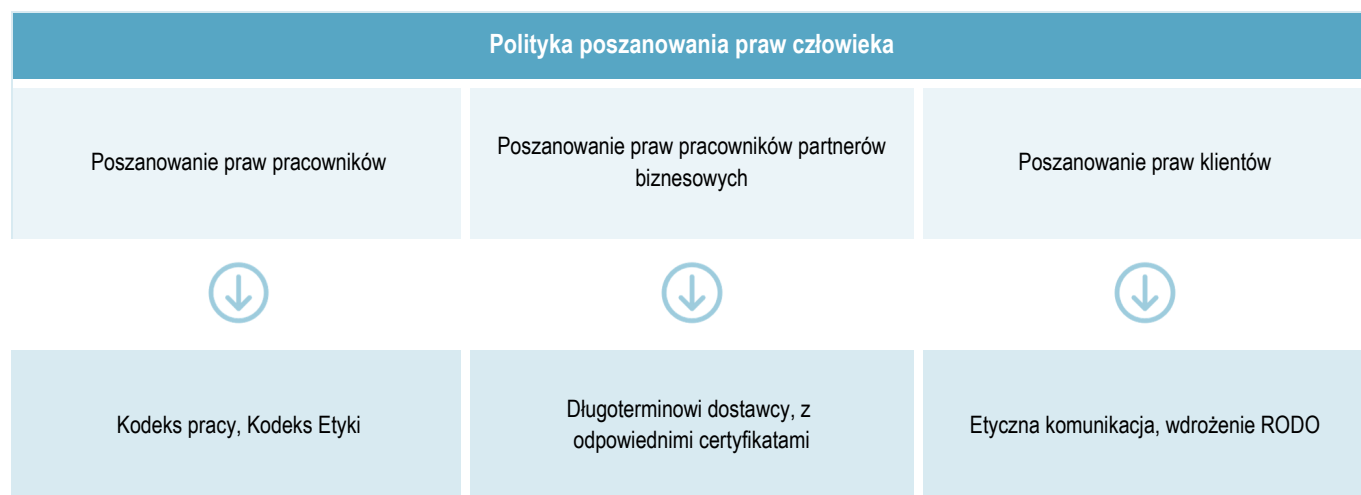 Polityka poszanowania praw człowieka
Poszanowanie praw pracowników
Poszanowanie praw pracowników partnerów
biznesowych
Poszanowanie praw klientów
Kodeks pracy, Kodeks Etyki
Długoterminowi dostawcy, z
odpowiednimi certyfikatami
Etyczna komunikacja, wdrożenie RODO